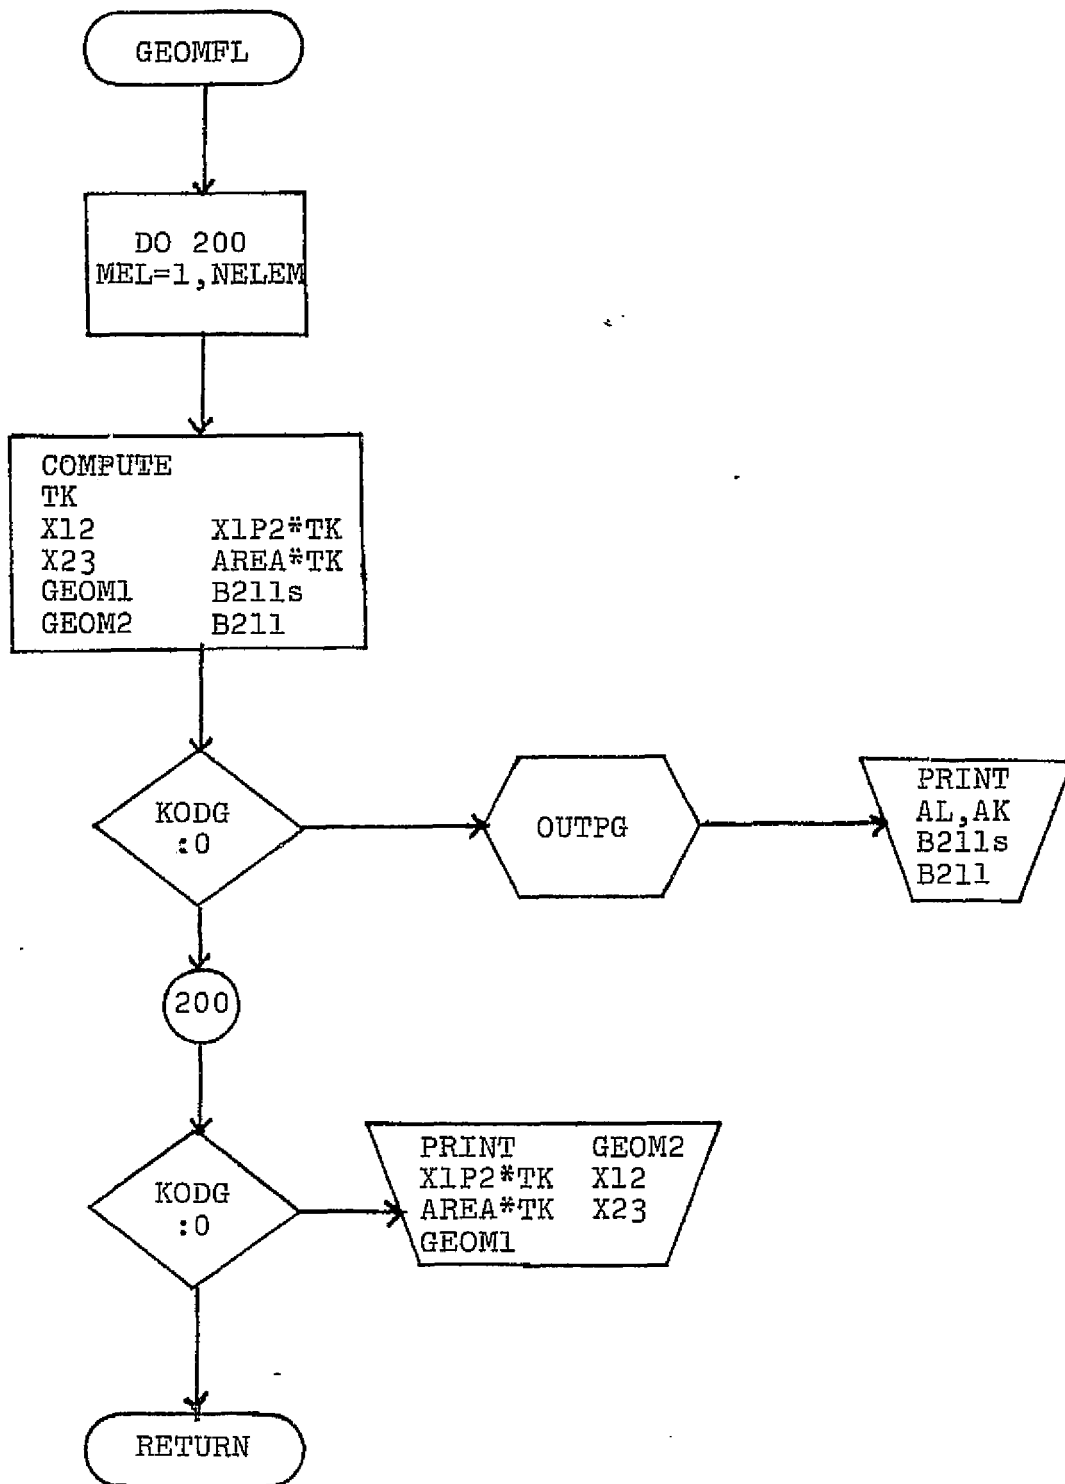 GEOMFL
DO 200
MEL=1,NELEM
COMPUTE
TK
X12 X1P2*TK
X23 AREA*TK
GEOM1 B211s
GEOM2 B211
KODG
:0
OUTPG
PRINT
AL,AK
B211s
B211
200
KODG
:0
PRINT GEOM2
X1P2*TK X12
AREA*TK X23
GEOM1
RETURN